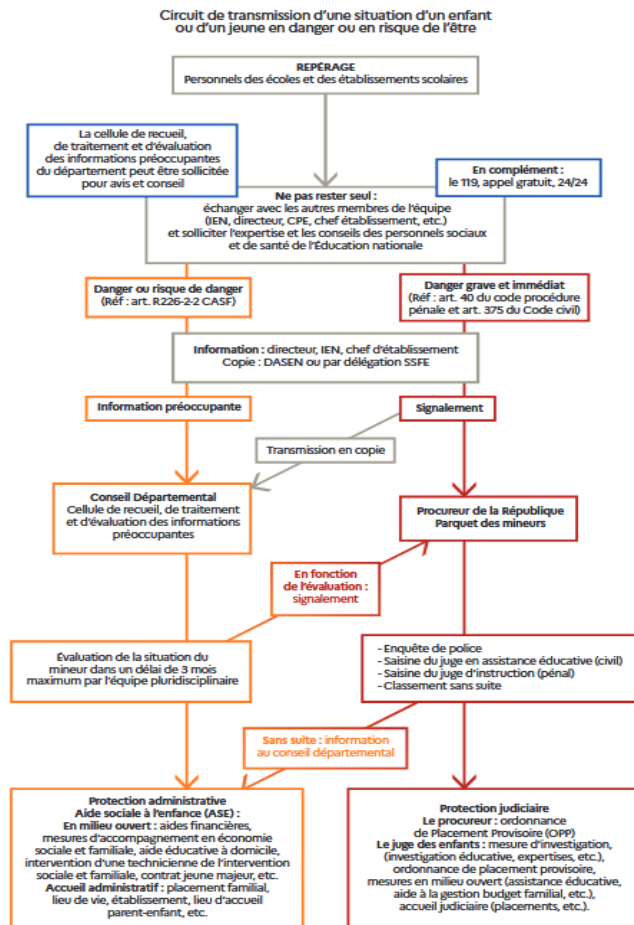 Circuit de transmission d'une situation d'un enfant
ou d'un jeune en danger ou en risque de l'être
REPÉRAGE
Personnels des écoles et des établissements scolaires
La cellule de recueil,
de traitement et d'évaluation
des informations préoccupantes
du département peut être sollicitée
pour avis et conseil
En complément :
le 119, appel gratuit, 24/24
Ne pas rester seul :
échanger avec les autres membres de l'équipe
(IEN, directeur, CPE, chef établissement, etc.)
et solliciter l'expertise et les conseils des personnels sociaux
et de santé de l'Éducation nationale
Danger ou risque de danger
(Réf : art. R226-2-2 CASF)
Danger grave et immédiat
(Réf : art. 40 du code procédure
pénale et art. 375 du Code civil)
Information : directeur, IEN, chef d'établissement
Copie : DASEN ou par délégation SSFE
Information préoccupante
Signalement
Transmission en copie
Conseil Départemental
Cellule de recueil, de traitement
et d'évaluation des informations
préoccupantes
Procureur de la République
Parquet des mineurs
En fonction
de l'évaluation :
signalement
Évaluation de la situation du
mineur dans un délai de 3 mois
maximum par l'équipe pluridisciplinaire
- Enquête de police
- Saisine du juge en assistance éducative (civil)
- Saisine du juge d'instruction (pénal)
- Classement sans suite
Sans suite : information
au conseil départemental
Protection administrative
Aide sociale à l'enfance (ASE) :
En milieu ouvert : aides financières,
mesures d'accompagnement en économie
sociale et familiale, aide éducative à domicile,
intervention d'une technicienne de l'intervention
sociale et familiale, contrat jeune majeur, etc.
Accueil administratif : placement familial,
lieu de vie, établissement, lieu d'accueil
parent-enfant, etc.
Protection judiciaire
Le procureur : ordonnance
de Placement Provisoire (OPP)
Le juge des enfants : mesure d'investigation,
(investigation éducative, expertises, etc.),
ordonnance de placement provisoire,
mesures en milieu ouvert (assistance éducative,
aide à la gestion budget familial, etc.),
accueil judiciaire (placements, etc.).